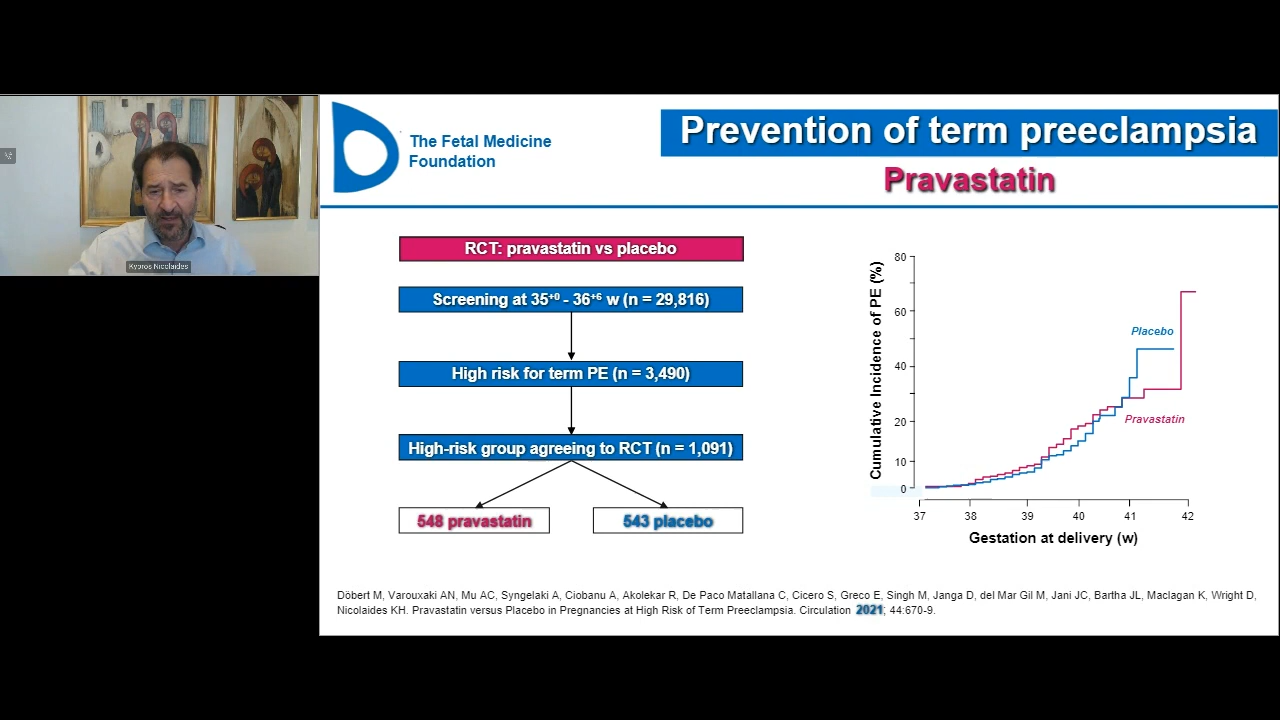 The Fetal Medicine
Foundation
Prevention of term preeclampsia
Pravastatin
Kypros Nicolaides
RCT: pravastatin vs placebo
Screening at 35⁺⁰ - 36⁺⁶ w (n = 29,816)
High risk for term PE (n = 3,490)
High-risk group agreeing to RCT (n = 1,091)
548 pravastatin
543 placebo
Cumulative Incidence of PE (%)
80
60
40
20
10
0
Placebo
Pravastatin
37 38 39 40 41 42
Gestation at delivery (w)
Döbert M, Varouxaki AN, Mu AC, Syngelaki A, Ciobanu A, Akolekar R, De Paco Matallana C, Cicero S, Greco E, Singh M, Janga D, del Mar Gil M, Jani JC, Bartha JL, Maclagan K, Wright D,
Nicolaides KH. Pravastatin versus Placebo in Pregnancies at High Risk of Term Preeclampsia. Circulation 2021; 44:670-9.